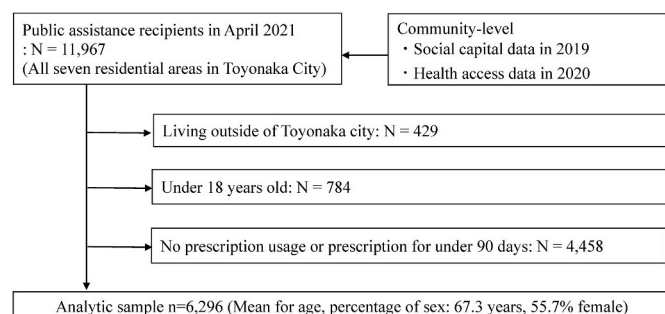 Public assistance recipients in April 2021
: N = 11,967
(All seven residential areas in Toyonaka City)
Community-level
・Social capital data in 2019
・Health access data in 2020
Living outside of Toyonaka city: N = 429
Under 18 years old: N = 784
No prescription usage or prescription for under 90 days: N = 4,458
Analytic sample n=6,296 (Mean for age, percentage of sex: 67.3 years, 55.7% female)